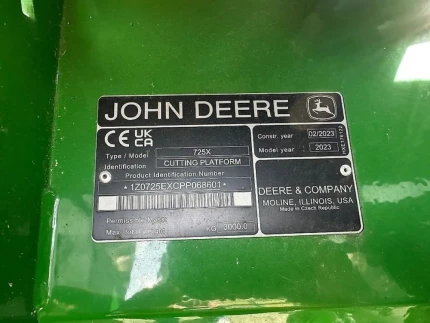 JOHN DEERE
CE UK CA
Type / Model 725X
Identification CUTTING PLATFORM
Product Identification Number
*1Z0725EXCPP068601*
Constr. year 02/2023
Model year 2023
DEERE & COMPANY
MOLINE, ILLINOIS, USA
Made in Czech Republic
KG 3000.0